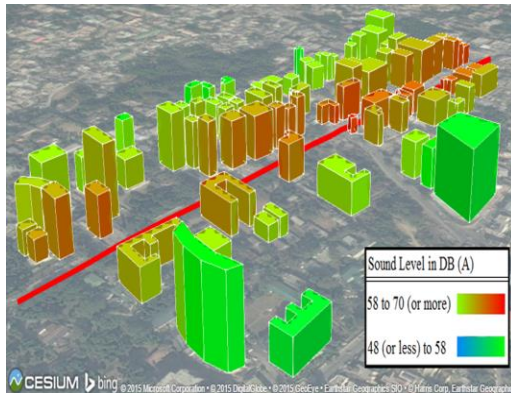 Sound Level in DB (A)
58 to 70 (or more)
48 (or less) to 58
CESIUM bing © 2015 Microsoft Corporation • © 2015 DigitalGlobe • © 2015 GeoEye • Earthstar Geographics SIO • © Harris Corp, Earthstar Geographi